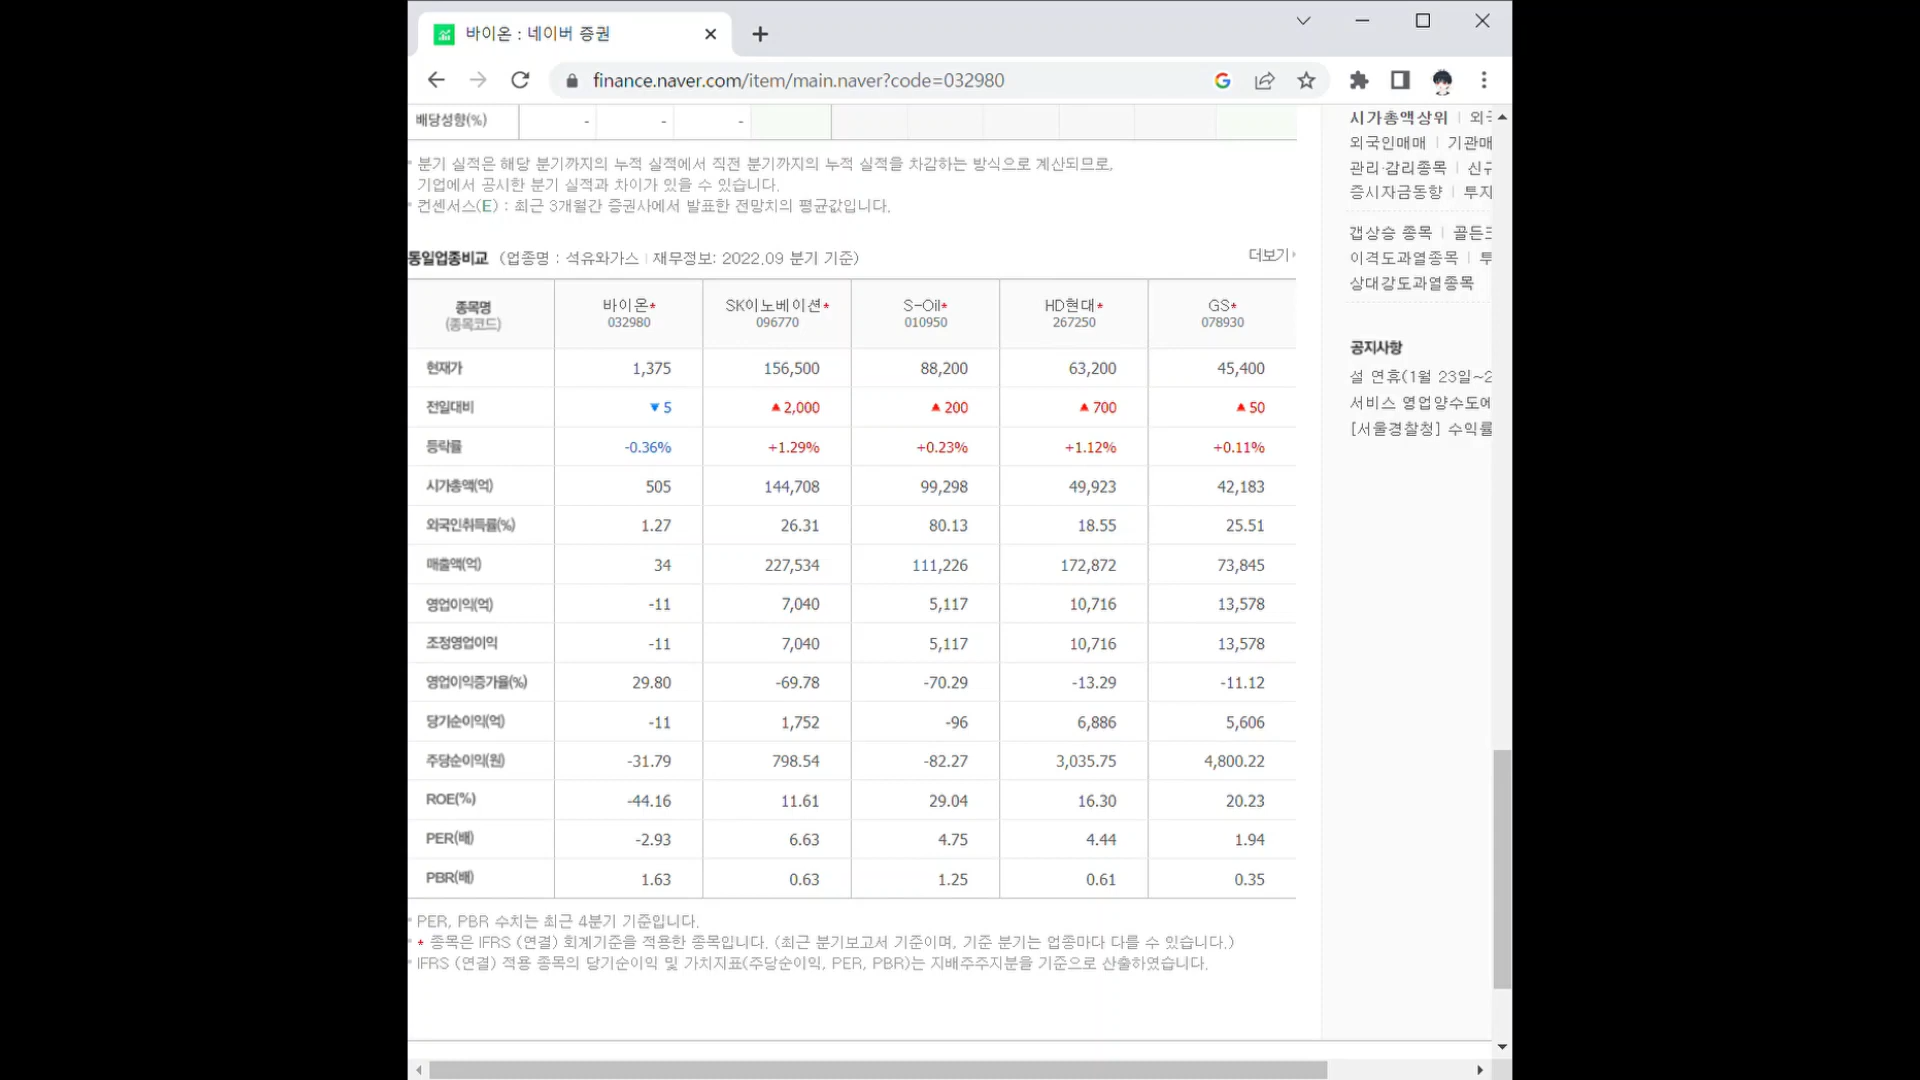 바이온 : 네이버 증권
finance.naver.com/item/main.naver?code=032980
배당성향(%) - - -
시가총액상위
외국인매매 기관매
분기 실적은 해당 분기까지의 누적 실적에서 직전 분기까지의 누적 실적을 차감하는 방식으로 계산되므로,
관리·감리종목 신규
기업에서 공시한 분기 실적과 차이가 있을 수 있습니다.
증시자금동향 투자
컨센서스(E) : 최근 3개월간 증권사에서 발표한 전망치의 평균값입니다.
갭상승 종목 골든크
동일업종비교 (업종명 : 석유와가스 | 재무정보: 2022.09 분기 기준) 더보기
이격도과열종목 투
상대강도과열종목
종목명 바이온* SK이노베이션* S-Oil* HD현대* GS*
(종목코드) 032980 096770 010950 267250 078930
공지사항
현재가 1,375 156,500 88,200 63,200 45,400
설 연휴(1월 23일~2
전일대비 ▼5 ▲2,000 ▲200 ▲700 ▲50
서비스 영업양수도에
[서울경찰청] 수익률
등락률 -0.36% +1.29% +0.23% +1.12% +0.11%
시가총액(억) 505 144,708 99,298 49,923 42,183
외국인취득률(%) 1.27 26.31 80.13 18.55 25.51
매출액(억) 34 227,534 111,226 172,872 73,845
영업이익(억) -11 7,040 5,117 10,716 13,578
조정영업이익 -11 7,040 5,117 10,716 13,578
영업이익증가율(%) 29.80 -69.78 -70.29 -13.29 -11.12
당기순이익(억) -11 1,752 -96 6,886 5,606
주당순이익(원) -31.79 798.54 -82.27 3,035.75 4,800.22
ROE(%) -44.16 11.61 29.04 16.30 20.23
PER(배) -2.93 6.63 4.75 4.44 1.94
PBR(배) 1.63 0.63 1.25 0.61 0.35
PER, PBR 수치는 최근 4분기 기준입니다.
* 종목은 IFRS (연결) 회계기준을 적용한 종목입니다. (최근 분기보고서 기준이며, 기준 분기는 업종마다 다를 수 있습니다.)
IFRS (연결) 적용 종목의 당기순이익 및 가치지표(주당순이익, PER, PBR)는 지배주주지분을 기준으로 산출하였습니다.